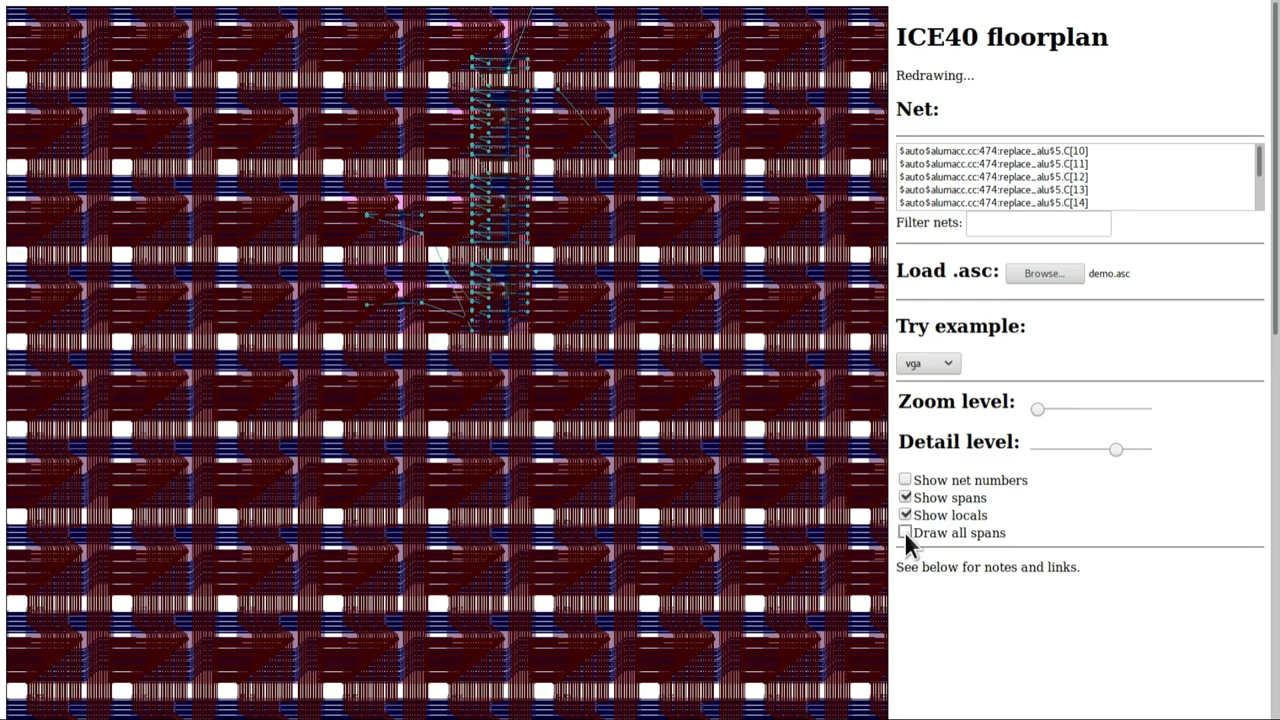 ICE40 floorplan
Redrawing...
Net:
$auto$alumacc.cc:474:replace_alu$5.C[10]
$auto$alumacc.cc:474:replace_alu$5.C[11]
$auto$alumacc.cc:474:replace_alu$5.C[12]
$auto$alumacc.cc:474:replace_alu$5.C[13]
$auto$alumacc.cc:474:replace_alu$5.C[14]
Filter nets:
Load .asc: Browse... demo.asc
Try example:
vga
Zoom level:
Detail level:
Show net numbers
Show spans
Show locals
Draw all spans
See below for notes and links.